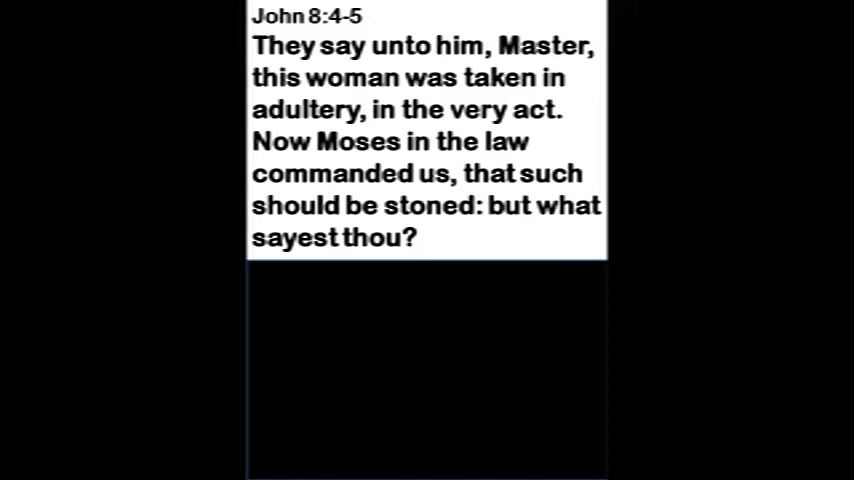 John 8:4-5
They say unto him, Master,
this woman was taken in
adultery, in the very act.
Now Moses in the law
commanded us, that such
should be stoned: but what
sayest thou?